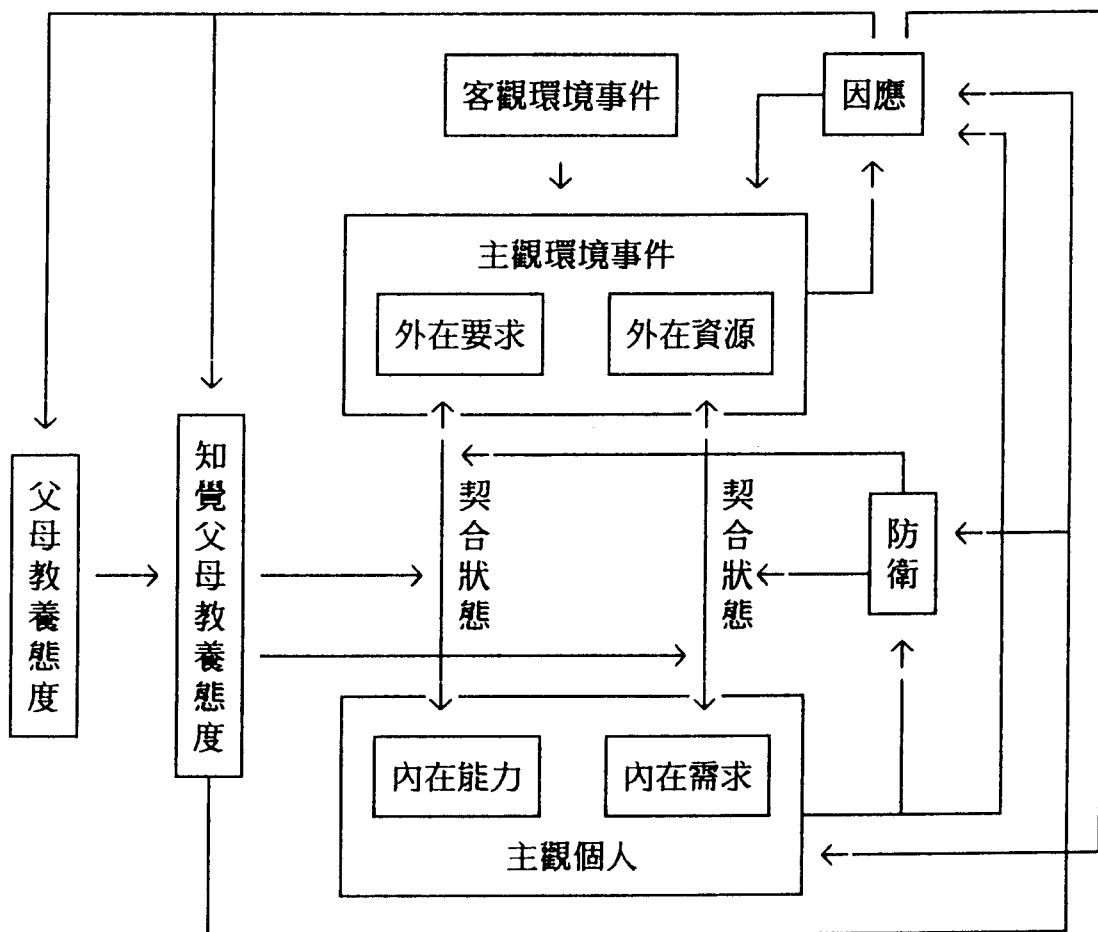 客觀環境事件
因應
主觀環境事件
外在要求
外在資源
父母教養態度
知覺父母教養態度
契合狀態
契合狀態
防衛
內在能力
內在需求
主觀個人